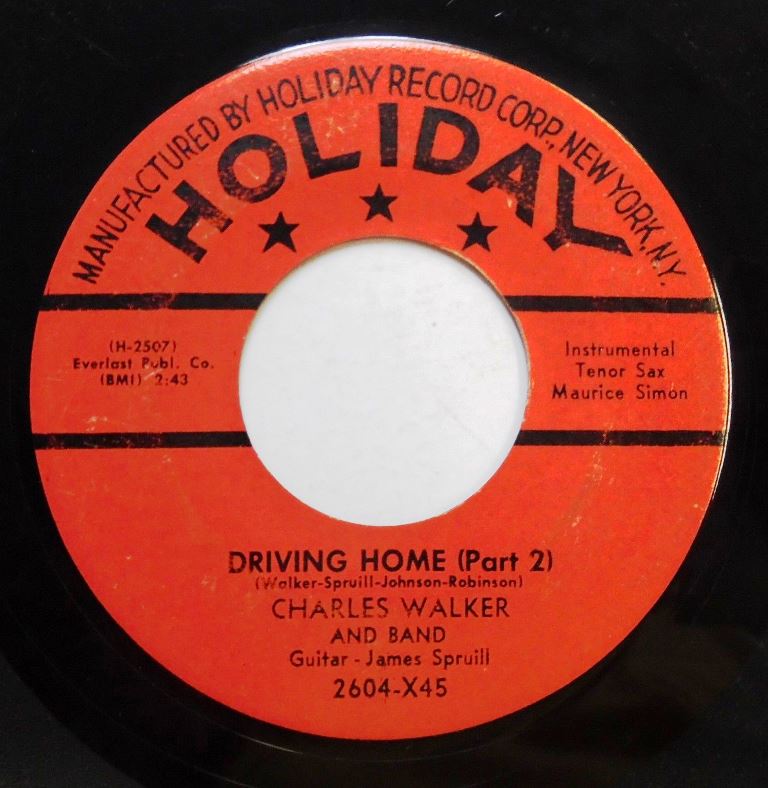 MANUFACTURED BY HOLIDAY RECORD CORP., NEW YORK, N.Y.
HOLIDAY
(H-2507)
Everlast Publ. Co.
(BMI) 2:43
Instrumental
Tenor Sax
Maurice Simon
DRIVING HOME (Part 2)
(Walker-Spruill-Johnson-Robinson)
CHARLES WALKER
AND BAND
Guitar - James Spruill
2604-X45